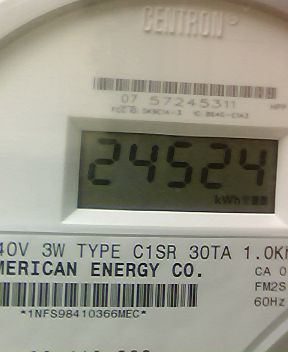 CENTRON
07 57245311
24524
kWh
40V 3W TYPE C1SR 30TA 1.0Kh
MERICAN ENERGY CO.
CA 0
FM2S
60Hz
*1NFS98410366MEC*